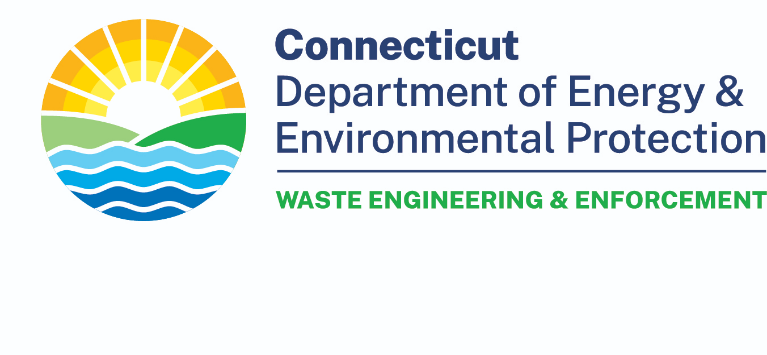 Connecticut
Department of Energy &
Environmental Protection
WASTE ENGINEERING & ENFORCEMENT